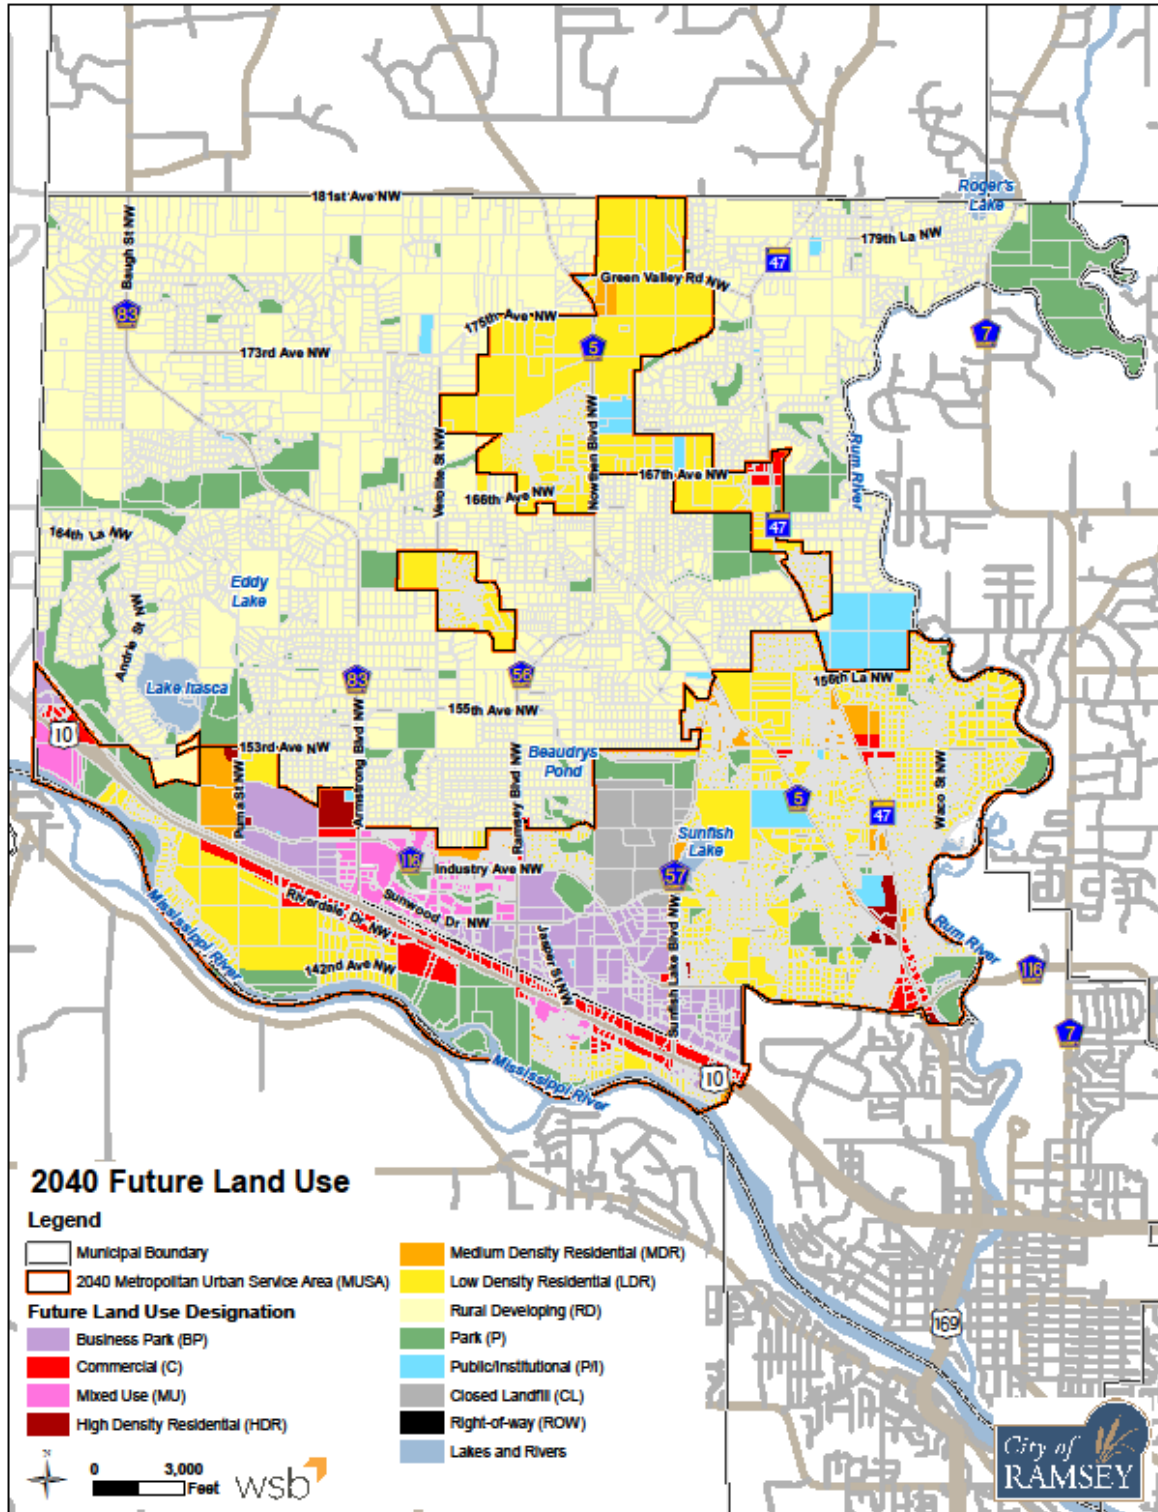 181st Ave NW
Roger's
Lake
179th La NW
47
Baugh St NW
Green Valley Rd NW
83
175th Ave NW
5
7
173rd Ave NW
Nowthen Blvd NW
Variolite St NW
Rum River
167th Ave NW
166th Ave NW
47
164th La NW
Eddy
Lake
Andrie St NW
Lake Itasca
83
56
156th La NW
155th Ave NW
10
153rd Ave NW
Armstrong Blvd NW
Ramsey Blvd NW
Beaudrys
Pond
Puma St NW
Waco St NW
5
47
Sunfish
Lake
116
Industry Ave NW
57
Sunwood Dr NW
Riverdale Dr NW
Mississippi River
Jasper St NW
Sunfish Lake Blvd NW
Rum River
142nd Ave NW
116
7
Mississippi River
10
2040 Future Land Use
Legend
Municipal Boundary
2040 Metropolitan Urban Service Area (MUSA)
Future Land Use Designation
Business Park (BP)
Commercial (C)
Mixed Use (MU)
High Density Residential (HDR)
Medium Density Residential (MDR)
Low Density Residential (LDR)
Rural Developing (RD)
Park (P)
Public/Institutional (P/I)
Closed Landfill (CL)
Right-of-way (ROW)
Lakes and Rivers
169
N
0 3,000
Feet
wsb
City of
RAMSEY